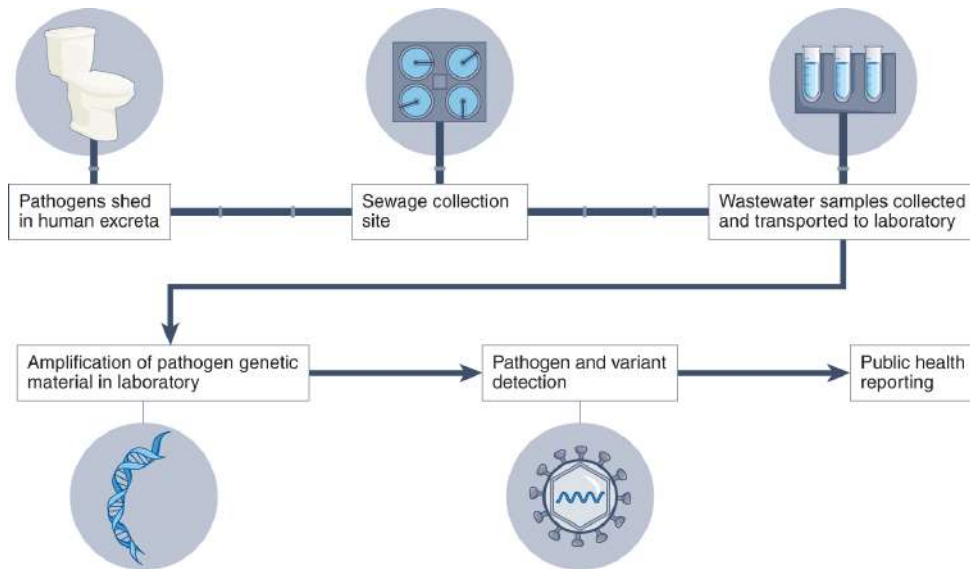 Pathogens shed
in human excreta
Sewage collection
site
Wastewater samples collected
and transported to laboratory
Amplification of pathogen genetic
material in laboratory
Pathogen and variant
detection
Public health
reporting